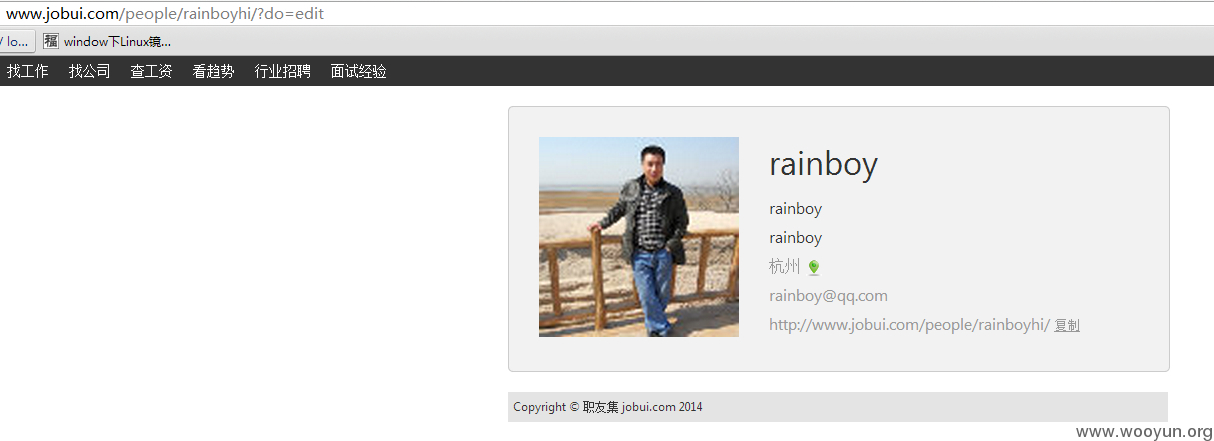 www.jobui.com/people/rainboyhi/?do=edit
/ lo... 福 window下Linux镜...
找工作 找公司 查工资 看趋势 行业招聘 面试经验
rainboy
rainboy
rainboy
杭州
rainboy@qq.com
http://www.jobui.com/people/rainboyhi/ 复制
Copyright © 职友集 jobui.com 2014
www.wooyun.org